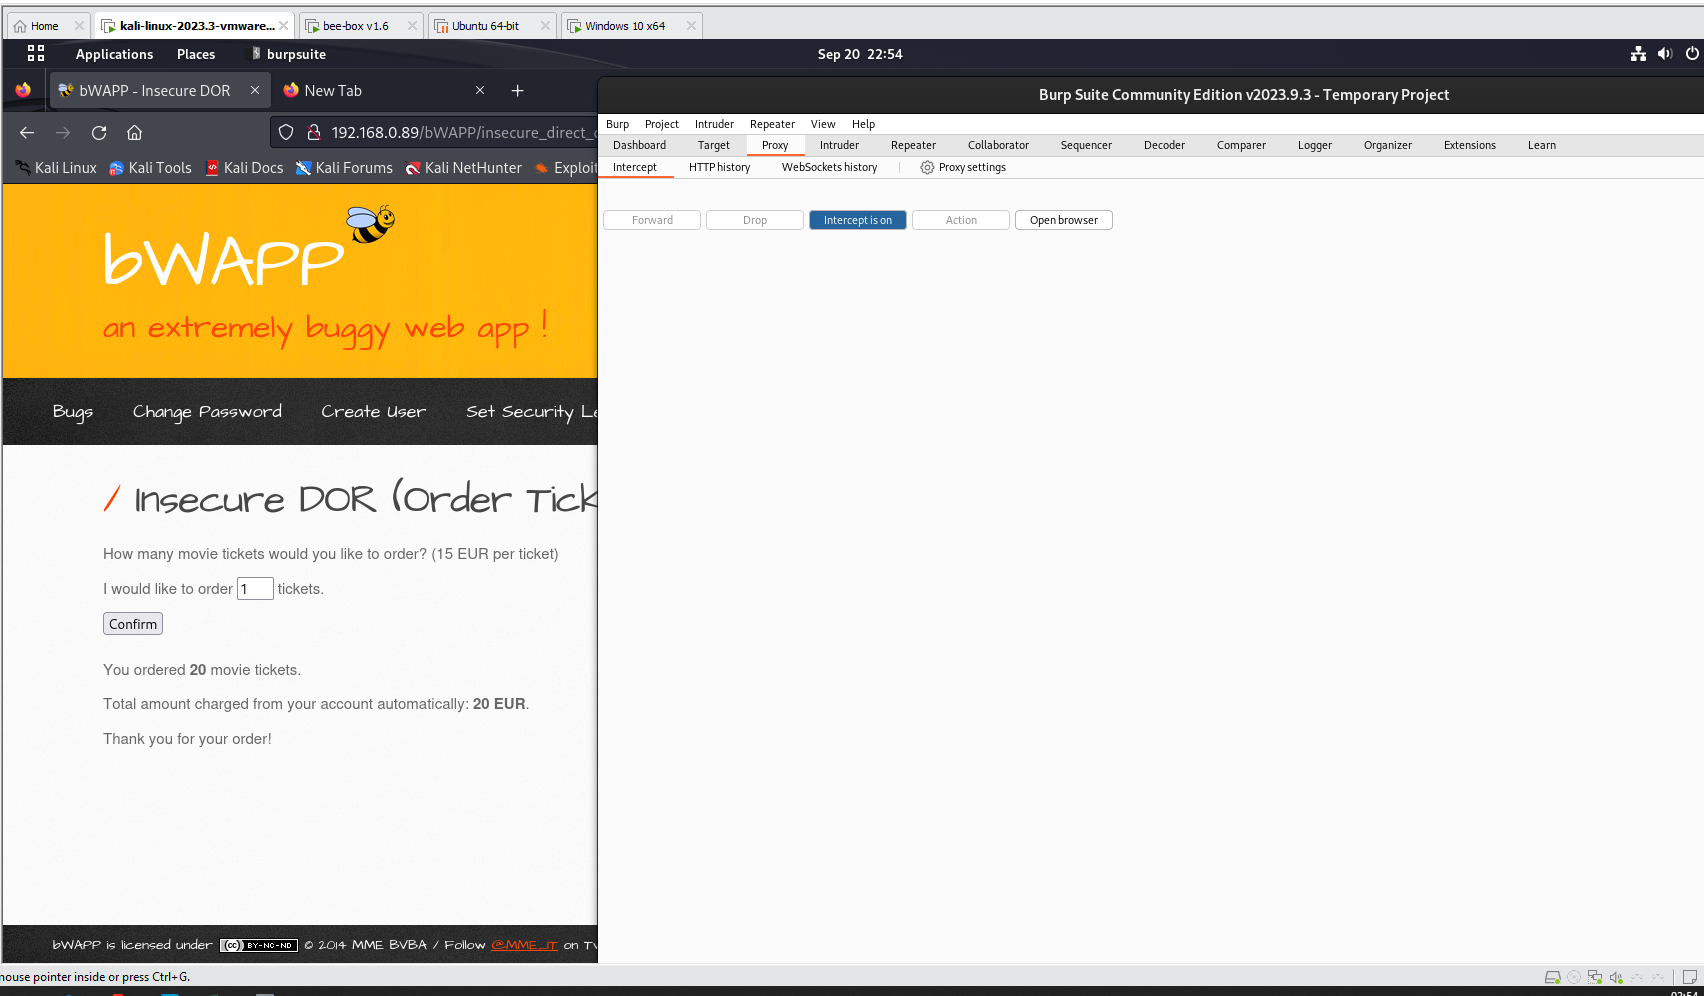 Home kali-linux-2023.3-vmware... bee-box v1.6 Ubuntu 64-bit Windows 10 x64
Applications Places burpsuite Sep 20 22:54
bWAPP - Insecure DOR New Tab
Burp Suite Community Edition v2023.9.3 - Temporary Project
192.168.0.89/bWAPP/insecure_direct_
Burp Project Intruder Repeater View Help
Dashboard Target Proxy Intruder Repeater Collaborator Sequencer Decoder Comparer Logger Organizer Extensions Learn
Kali Linux Kali Tools Kali Docs Kali Forums Kali NetHunter Exploit
Intercept HTTP history WebSockets history Proxy settings
Forward Drop Intercept is on Action Open browser
bWAPP
an extremely buggy web app !
Bugs Change Password Create User Set Security Le
/ Insecure DOR (Order Tick
How many movie tickets would you like to order? (15 EUR per ticket)
I would like to order 1 tickets.
Confirm
You ordered 20 movie tickets.
Total amount charged from your account automatically: 20 EUR.
Thank you for your order!
bWAPP is licensed under cc BY-NC-ND © 2014 MME BVBA / Follow @MME_IT on Tw
mouse pointer inside or press Ctrl+G.